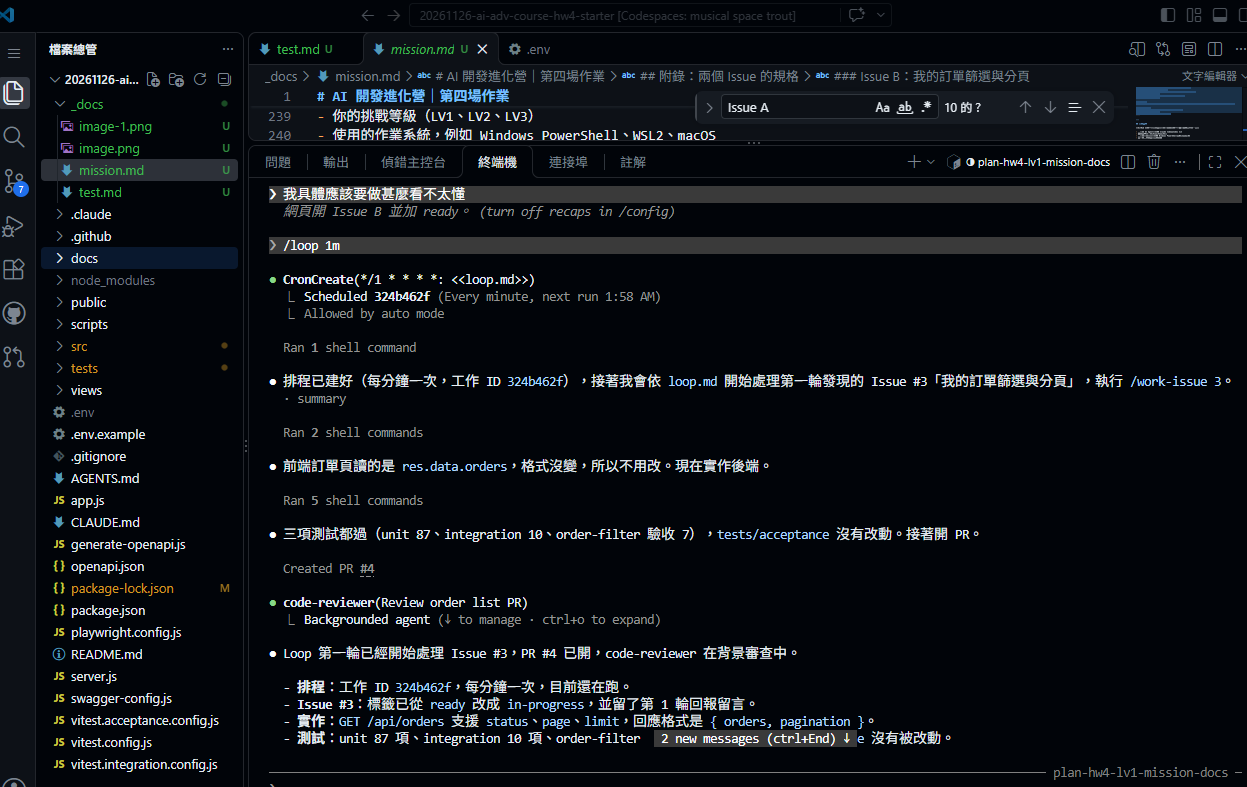 20261126-ai-adv-course-hw4-starter [Codespaces: musical space trout]
檔案總管
20261126-ai...
_docs
image-1.png U
image.png U
mission.md U
test.md U
.claude
.github
docs
node_modules
public
scripts
src
tests
views
.env
.env.example
.gitignore
AGENTS.md
JS app.js
CLAUDE.md
JS generate-openapi.js
{} openapi.json
{} package-lock.json M
{} package.json
JS playwright.config.js
README.md
JS server.js
JS swagger-config.js
JS vitest.acceptance.config.js
JS vitest.config.js
JS vitest.integration.config.js
7
test.md U
mission.md U
.env
_docs > mission.md > abc # AI 開發進化營｜第四場作業 > abc ## 附錄：兩個 Issue 的規格 > abc ### Issue B：我的訂單篩選與分頁
文字編輯器
1 # AI 開發進化營｜第四場作業
239 - 你的挑戰等級（LV1、LV2、LV3）
240 - 使用的作業系統，例如 Windows PowerShell、WSL2、macOS
Issue A Aa ab .* 10 的 ?
問題 輸出 偵錯主控台 終端機 連接埠 註解
plan-hw4-lv1-mission-docs
❯ 我具體應該要做甚麼看不太懂
網頁開 Issue B 並加 ready。 (turn off recaps in /config)
❯ /loop 1m
● CronCreate(*/1 * * * *: <<loop.md>>)
⎿ Scheduled 324b462f (Every minute, next run 1:58 AM)
⎿ Allowed by auto mode
Ran 1 shell command
● 排程已建好（每分鐘一次，工作 ID 324b462f），接著我會依 loop.md 開始處理第一輪發現的 Issue #3「我的訂單篩選與分頁」，執行 /work-issue 3。
· summary
Ran 2 shell commands
● 前端訂單頁讀的是 res.data.orders，格式沒變，所以不用改。現在實作後端。
Ran 5 shell commands
● 三項測試都過（unit 87、integration 10、order-filter 驗收 7），tests/acceptance 沒有改動。接著開 PR。
Created PR #4
● code-reviewer(Review order list PR)
⎿ Backgrounded agent (↓ to manage · ctrl+o to expand)
● Loop 第一輪已經開始處理 Issue #3，PR #4 已開，code-reviewer 在背景審查中。
- 排程：工作 ID 324b462f，每分鐘一次，目前還在跑。
- Issue #3：標籤已從 ready 改成 in-progress，並留了第 1 輪回報留言。
- 實作：GET /api/orders 支援 status、page、limit，回應格式是 { orders, pagination }。
- 測試：unit 87 項、integration 10 項、order-filter 2 new messages (ctrl+End) ↓ e 沒有被改動。
plan-hw4-lv1-mission-docs